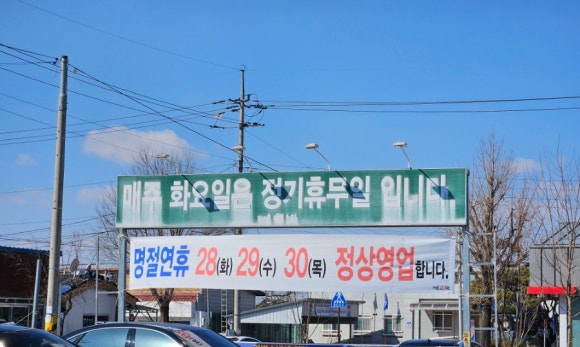 매주 화요일은 정기휴무일 입니다
명절연휴 28(화) 29(수) 30(목) 정상영업합니다.